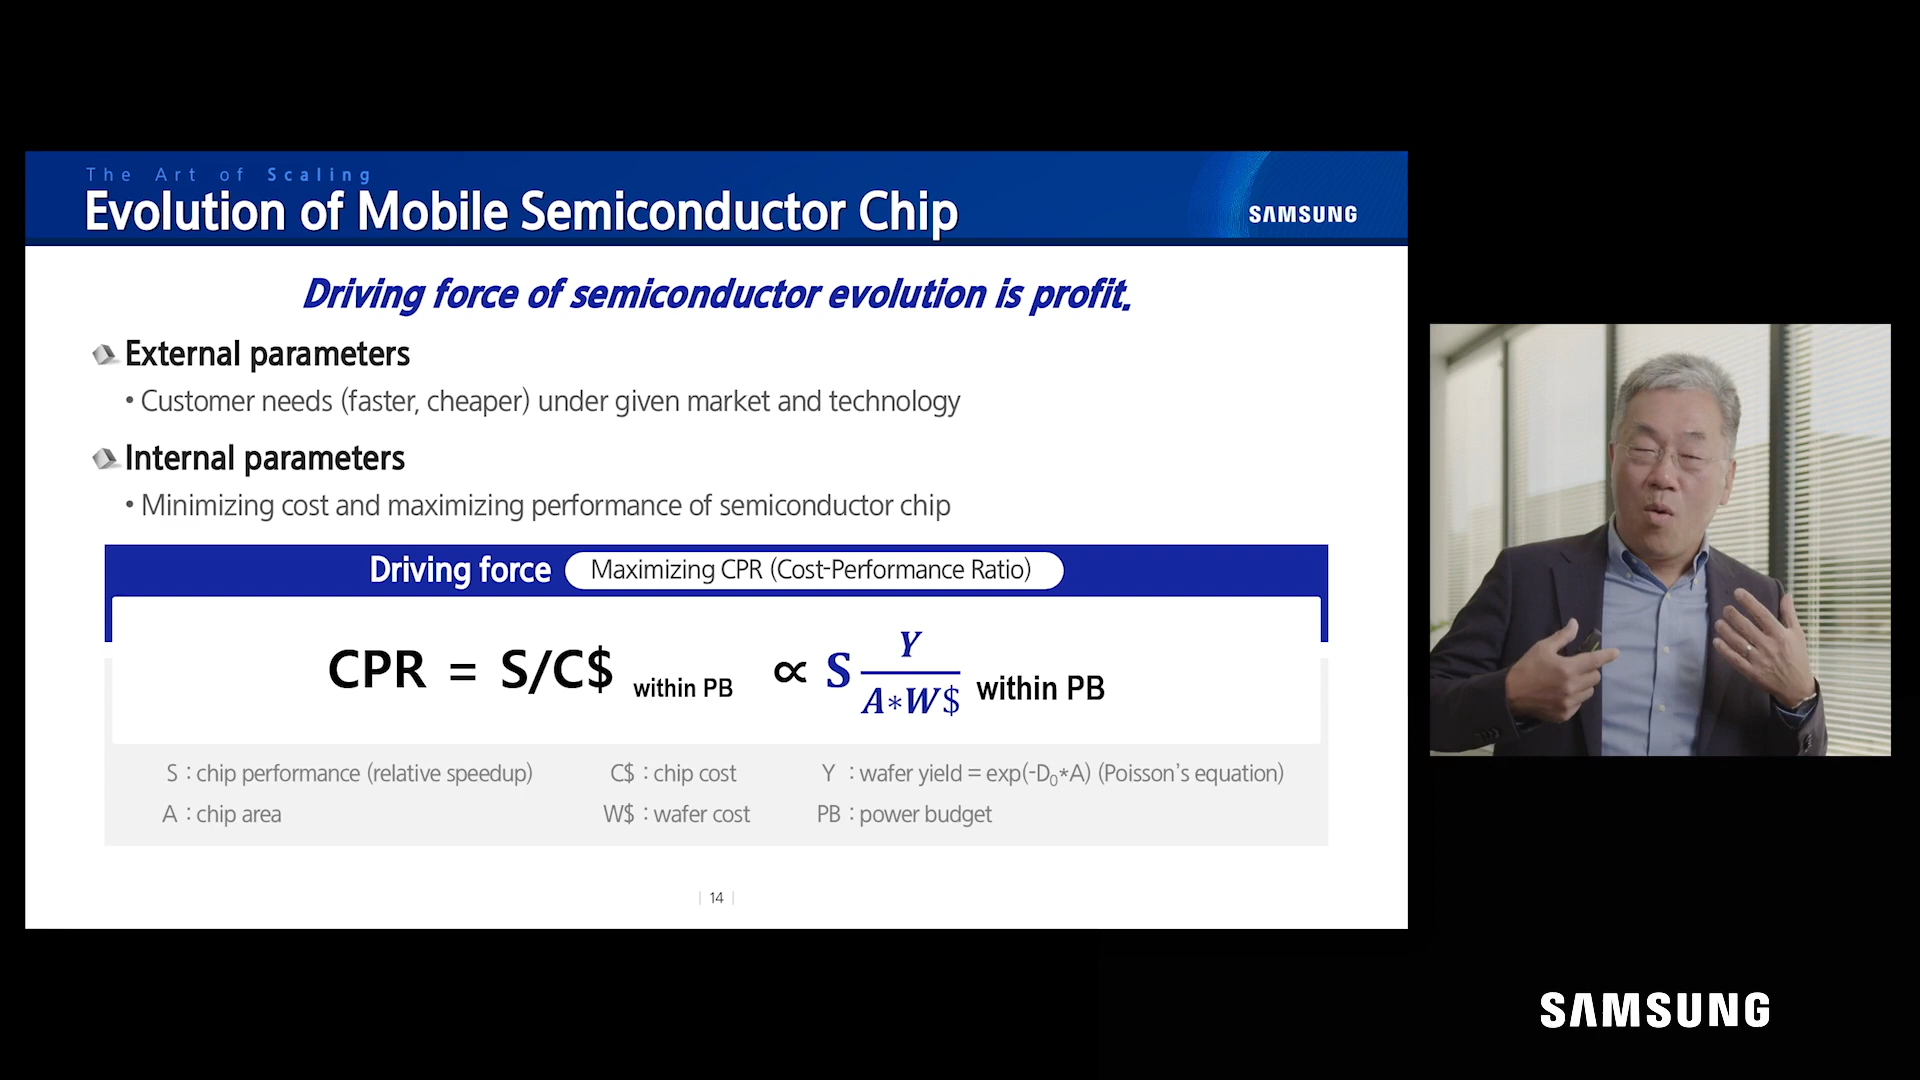 The Art of Scaling
Evolution of Mobile Semiconductor Chip
SAMSUNG
Driving force of semiconductor evolution is profit.
External parameters
• Customer needs (faster, cheaper) under given market and technology
Internal parameters
• Minimizing cost and maximizing performance of semiconductor chip
Driving force Maximizing CPR (Cost-Performance Ratio)
CPR = S/C$ within PB ∝ S Y/A*W$ within PB
S : chip performance (relative speedup) C$ : chip cost Y : wafer yield = exp(-D₀*A) (Poisson's equation)
A : chip area W$ : wafer cost PB : power budget
| 14 |
SAMSUNG